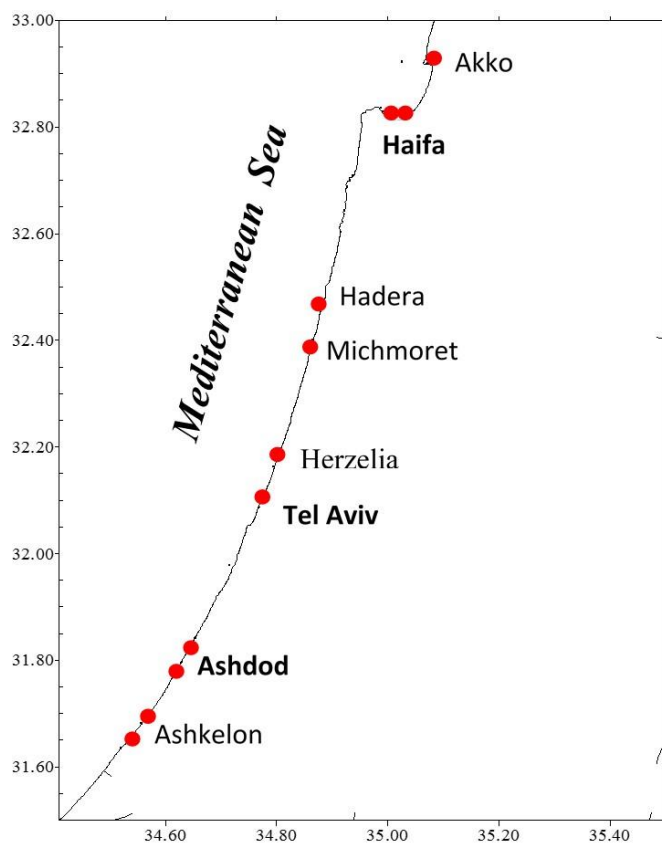 33.00
Akko
32.80
Haifa
Mediterranean Sea
32.60
Hadera
32.40
Michmoret
32.20
Herzelia
Tel Aviv
32.00
31.80
Ashdod
Ashkelon
31.60
34.60
34.80
35.00
35.20
35.40